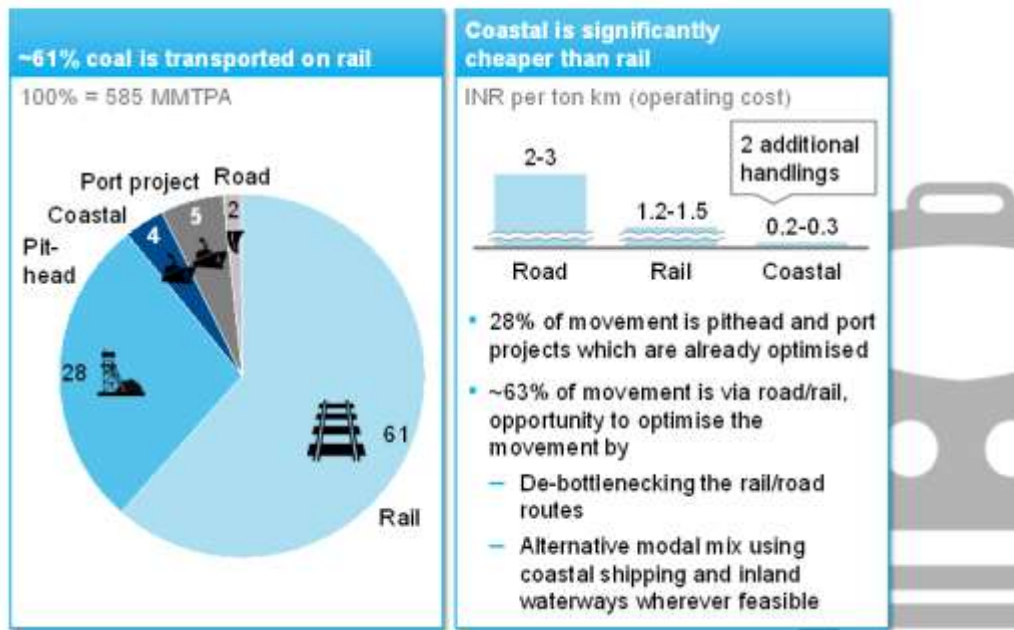 ~61% coal is transported on rail
100% = 585 MMTPA
Port project
Road
Coastal
Pit-
head
4
5
2
28
61
Rail
Coastal is significantly
cheaper than rail
INR per ton km (operating cost)
2 additional
handlings
2-3
1.2-1.5
0.2-0.3
Road
Rail
Coastal
▪ 28% of movement is pithead and port
projects which are already optimised
▪ ~63% of movement is via road/rail,
opportunity to optimise the
movement by
– De-bottlenecking the rail/road
routes
– Alternative modal mix using
coastal shipping and inland
waterways wherever feasible